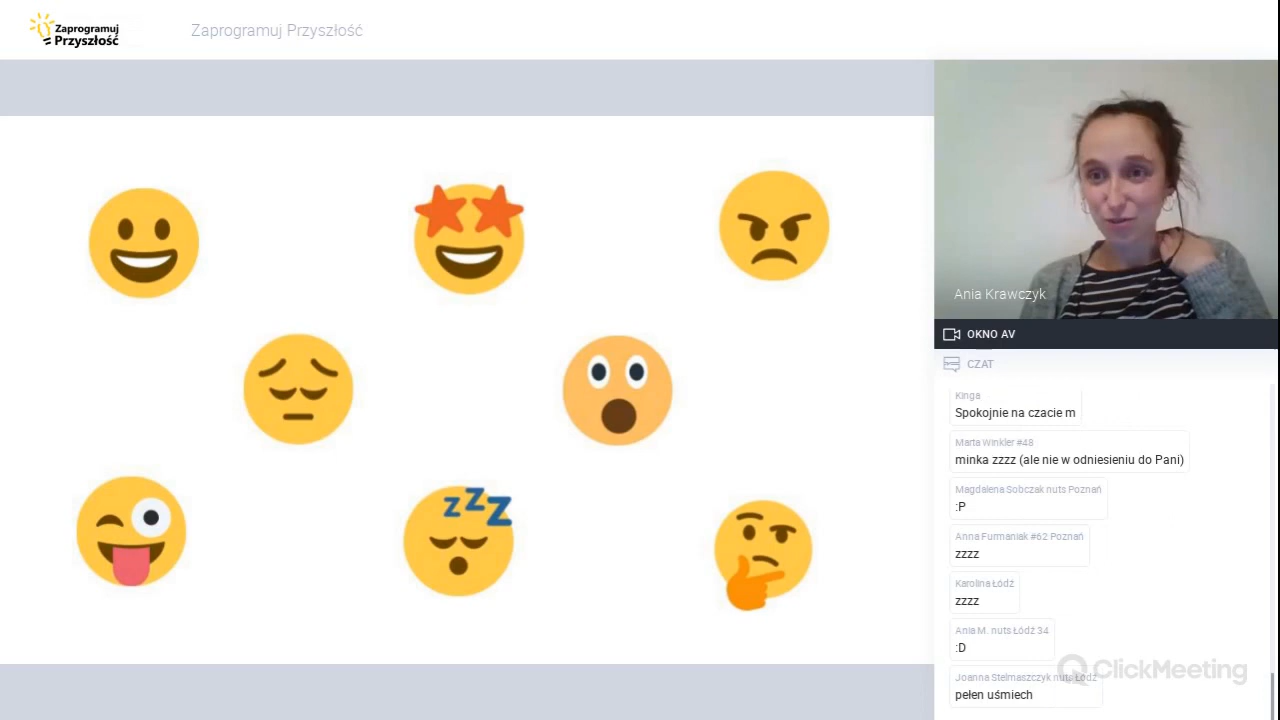 Zaprogramuj
Przyszłość
Zaprogramuj Przyszłość
z z z
Ania Krawczyk
OKNO AV
CZAT
Kinga
Spokojnie na czacie m
Marta Winkler #48
minka zzzz (ale nie w odniesieniu do Pani)
Magdalena Sobczak nuts Poznań
:P
Anna Furmaniak #62 Poznań
zzzz
Karolina Łódź
zzzz
Ania M. nuts Łódź 34
:D
ClickMeeting
Joanna Stelmaszczyk nuts Łódź
pełen uśmiech